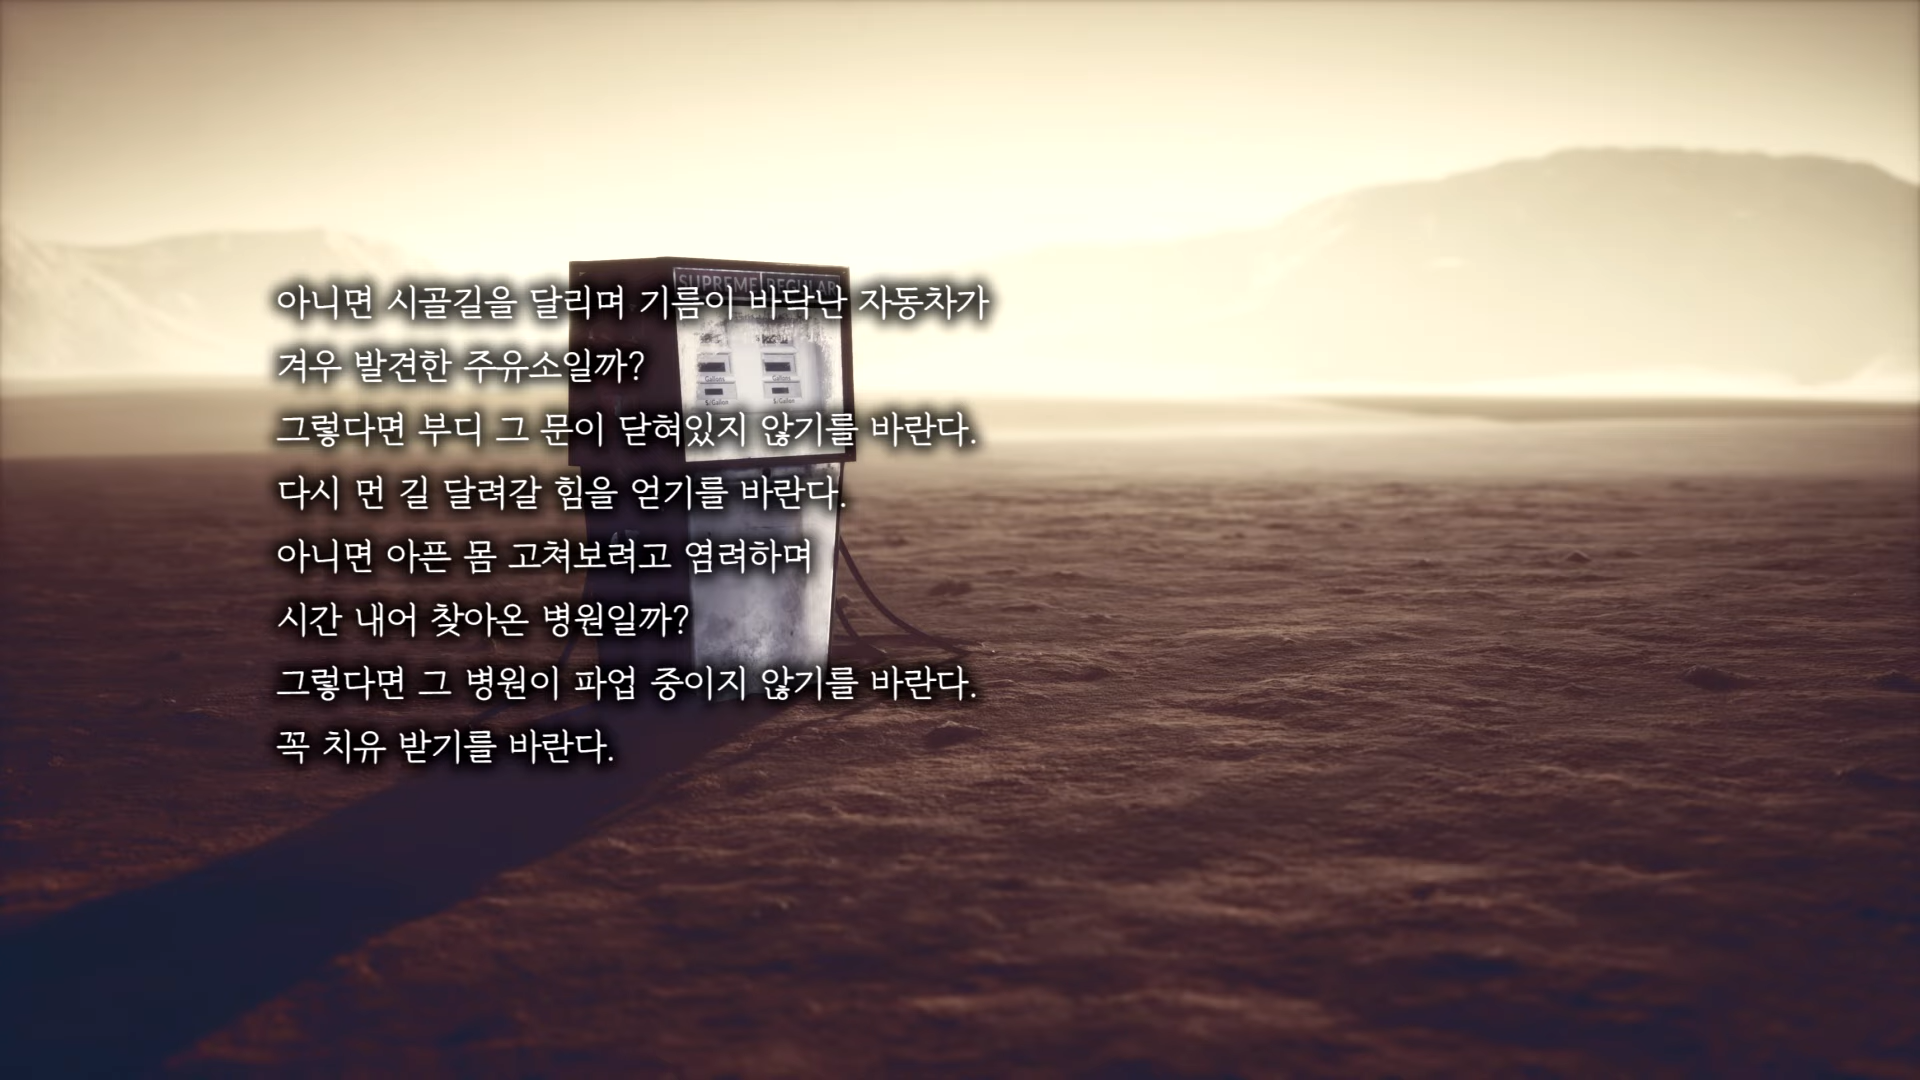 SUPREME REGULAR
아니면 시골길을 달리며 기름이 바닥난 자동차가
겨우 발견한 주유소일까?
Gallons Gallons
$/Gallon $/Gallon
그렇다면 부디 그 문이 닫혀있지 않기를 바란다.
다시 먼 길 달려갈 힘을 얻기를 바란다.
아니면 아픈 몸 고쳐보려고 염려하며
시간 내어 찾아온 병원일까?
그렇다면 그 병원이 파업 중이지 않기를 바란다.
꼭 치유 받기를 바란다.